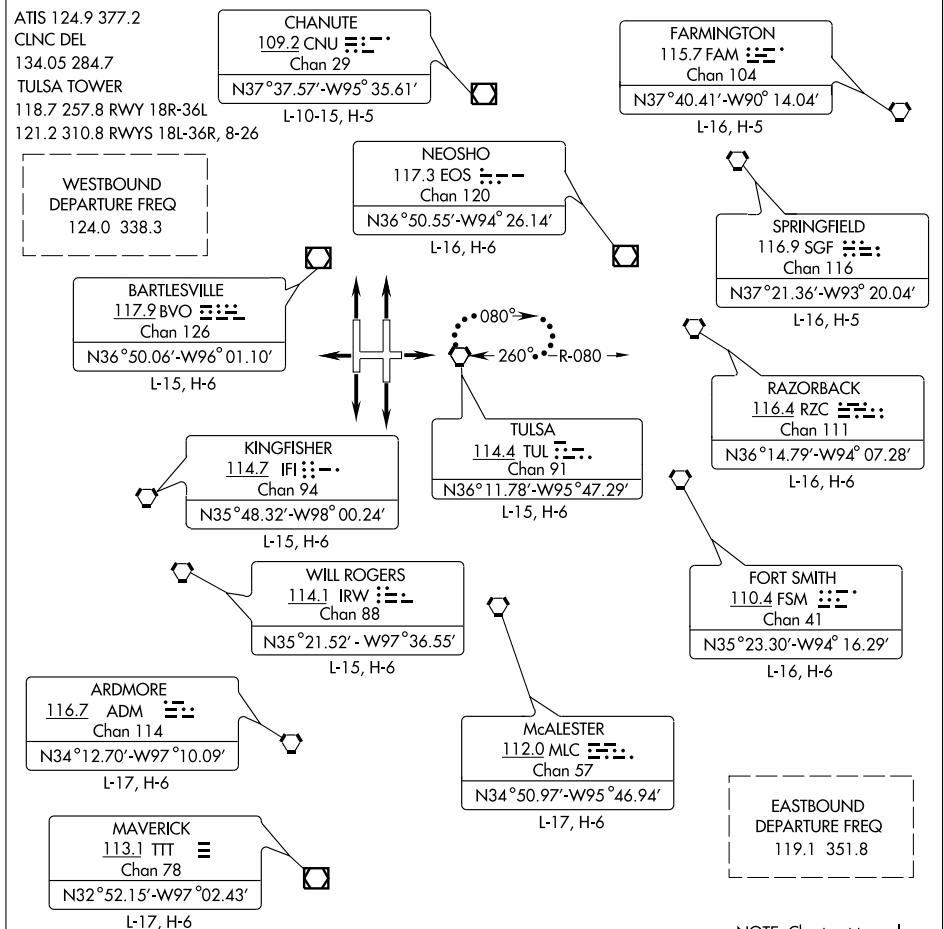 ATIS 124.9 377.2
CLNC DEL
134.05 284.7
TULSA TOWER
118.7 257.8 RWY 18R-36L
121.2 310.8 RWYS 18L-36R, 8-26
CHANUTE
109.2 CNU
Chan 29
N37°37.57′-W95°35.61′
L-10-15, H-5
FARMINGTON
115.7 FAM
Chan 104
N37°40.41′-W90°14.04′
L-16, H-5
WESTBOUND
DEPARTURE FREQ
124.0 338.3
NEOSHO
117.3 EOS
Chan 120
N36°50.55′-W94°26.14′
L-16, H-6
SPRINGFIELD
116.9 SGF
Chan 116
N37°21.36′-W93°20.04′
L-16, H-5
BARTLESVILLE
117.9 BVO
Chan 126
N36°50.06′-W96°01.10′
L-15, H-6
080°
260°
R-080
RAZORBACK
116.4 RZC
Chan 111
N36°14.79′-W94°07.28′
L-16, H-6
TULSA
114.4 TUL
Chan 91
N36°11.78′-W95°47.29′
L-15, H-6
KINGFISHER
114.7 IFI
Chan 94
N35°48.32′-W98°00.24′
L-15, H-6
WILL ROGERS
114.1 IRW
Chan 88
N35°21.52′ - W97°36.55′
L-15, H-6
FORT SMITH
110.4 FSM
Chan 41
N35°23.30′-W94°16.29′
L-16, H-6
ARDMORE
116.7 ADM
Chan 114
N34°12.70′-W97°10.09′
L-17, H-6
McALESTER
112.0 MLC
Chan 57
N34°50.97′-W95°46.94′
L-17, H-6
EASTBOUND
DEPARTURE FREQ
119.1 351.8
MAVERICK
113.1 TTT
Chan 78
N32°52.15′-W97°02.43′
L-17, H-6